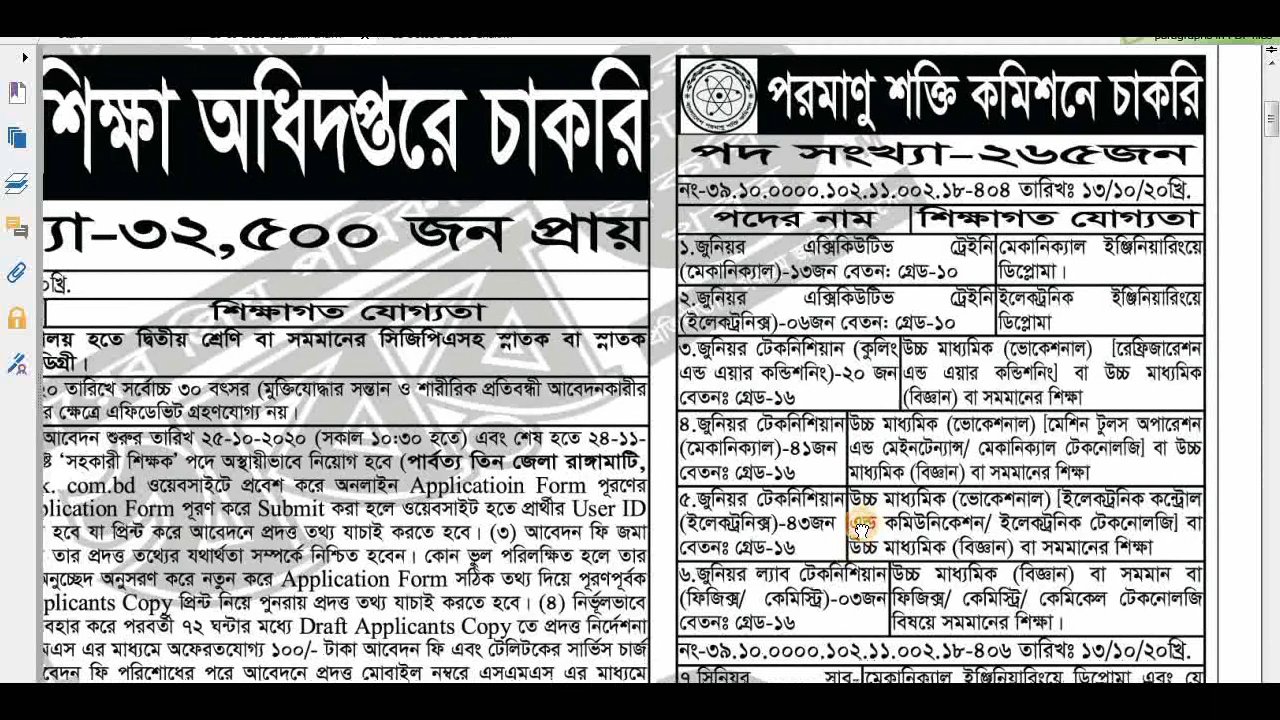 শিক্ষা অধিদপ্তরে চাকরি
্যা-৩২,৫০০ জন প্রায়
০খ্রি.
শিক্ষাগত যোগ্যতা
লয় হতে দ্বিতীয় শ্রেণি বা সমমানের সিজিপিএসহ স্নাতক বা স্নাতক
ডিগ্রী।
০ তারিখে সর্বোচ্চ ৩০ বৎসর (মুক্তিযোদ্ধার সন্তান ও শারীরিক প্রতিবন্ধী আবেদনকারীর
র ক্ষেত্রে এফিডেভিট গ্রহণযোগ্য নয়।
আবেদন শুরুর তারিখ ২৫-১০-২০২০ (সকাল ১০:৩০ হতে) এবং শেষ হতে ২৪-১১-
ষ্ট ‘সহকারী শিক্ষক’ পদে অস্থায়ীভাবে নিয়োগ হবে (পার্বত্য তিন জেলা রাঙ্গামাটি,
k. com.bd ওয়েবসাইটে প্রবেশ করে অনলাইন Applicatioin Form পূরণের
plication Form পূরণ করে Submit করা হলে ওয়েবসাইট হতে প্রার্থীর User ID
হবে যা প্রিন্ট করে আবেদনে প্রদত্ত তথ্য যাচাই করতে হবে। (৩) আবেদন ফি জমা
তার প্রদত্ত তথ্যের যথার্থতা সম্পর্কে নিশ্চিত হবেন। কোন ভুল পরিলক্ষিত হলে তার
অনুচ্ছেদ অনুসরণ করে নতুন করে Application Form সঠিক তথ্য দিয়ে পূরণপূর্বক
plicants Copy প্রিন্ট নিয়ে পুনরায় প্রদত্ত তথ্য যাচাই করতে হবে। (৪) নির্ভুলভাবে
বহার করে পরবর্তী ৭২ ঘন্টার মধ্যে Draft Applicants Copy তে প্রদত্ত নির্দেশনা
এমএস এর মাধ্যমে অফেরতযোগ্য ১০০/- টাকা আবেদন ফি এবং টেলিটকের সার্ভিস চার্জ
বেদন ফি পরিশোধের পরে আবেদনে প্রদত্ত মোবাইল নম্বরে এসএমএস এর মাধ্যমে
পরমাণু শক্তি কমিশনে চাকরি
পদ সংখ্যা-২৬৫জন
নং-৩৯.১০.০০০০.১০২.১১.০০২.১৮-৪০৪ তারিখঃ ১৩/১০/২০খ্রি.
পদের নাম শিক্ষাগত যোগ্যতা
১.জুনিয়র এক্সিকিউটিভ ট্রেইনি মেকানিক্যাল ইঞ্জিনিয়ারিংয়ে
(মেকানিক্যাল)-১৩জন বেতন: গ্রেড-১০ ডিপ্লোমা।
২.জুনিয়র এক্সিকিউটিভ ট্রেইনি ইলেকট্রনিক ইঞ্জিনিয়ারিংয়ে
(ইলেকট্রনিক্স)-০৬জন বেতন: গ্রেড-১০ ডিপ্লোমা
৩.জুনিয়র টেকনিশিয়ান (কুলিং উচ্চ মাধ্যমিক (ভোকেশনাল) [রেফ্রিজারেশন
এন্ড এয়ার কন্ডিশনিং)-২০ জন এন্ড এয়ার কন্ডিশনিং] বা উচ্চ মাধ্যমিক
বেতনঃ গ্রেড-১৬ (বিজ্ঞান) বা সমমানের শিক্ষা
৪.জুনিয়র টেকনিশিয়ান উচ্চ মাধ্যমিক (ভোকেশনাল) [মেশিন টুলস অপারেশন
(মেকানিক্যাল)-৪১জন এন্ড মেইনটেন্যান্স/ মেকানিক্যাল টেকনোলজি] বা উচ্চ
বেতনঃ গ্রেড-১৬ মাধ্যমিক (বিজ্ঞান) বা সমমানের শিক্ষা
৫.জুনিয়র টেকনিশিয়ান উচ্চ মাধ্যমিক (ভোকেশনাল) [ইলেকট্রনিক কন্ট্রোল
(ইলেকট্রনিক্স)-৪৩জন এন্ড কমিউনিকেশন/ ইলেকট্রনিক টেকনোলজি] বা
বেতনঃ গ্রেড-১৬ উচ্চ মাধ্যমিক (বিজ্ঞান) বা সমমানের শিক্ষা
৬.জুনিয়র ল্যাব টেকনিশিয়ান উচ্চ মাধ্যমিক (বিজ্ঞান) বা সমমান বা
(ফিজিক্স/ কেমিস্ট্রি)-০৩জন ফিজিক্স/ কেমিস্ট্রি/ কেমিকেল টেকনোলজি
বেতনঃ গ্রেড-১৬ বিষয়ে সমমানের শিক্ষা।
নং-৩৯.১০.০০০০.১০২.১১.০০২.১৮-৪০৬ তারিখঃ ১৩/১০/২০খ্রি.
৭.সিনিয়র সাব- মেকানিক্যাল ইঞ্জিনিয়ারিংয়ে ডিপ্লোমা এবং যে